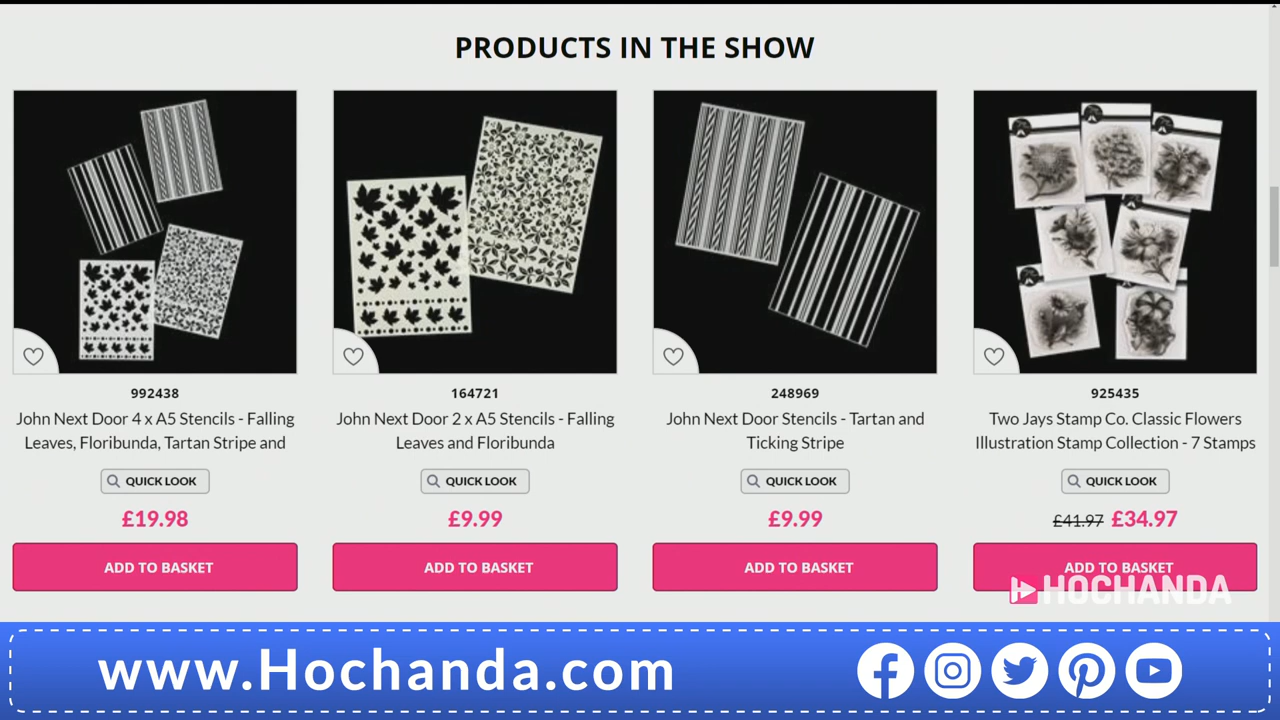 PRODUCTS IN THE SHOW
992438
John Next Door 4 x A5 Stencils - Falling
Leaves, Floribunda, Tartan Stripe and
QUICK LOOK
£19.98
ADD TO BASKET
164721
John Next Door 2 x A5 Stencils - Falling
Leaves and Floribunda
QUICK LOOK
£9.99
ADD TO BASKET
248969
John Next Door Stencils - Tartan and
Ticking Stripe
QUICK LOOK
£9.99
ADD TO BASKET
925435
Two Jays Stamp Co. Classic Flowers
Illustration Stamp Collection - 7 Stamps
QUICK LOOK
£41.97 £34.97
ADD TO BASKET
HOCHANDA
www.Hochanda.com